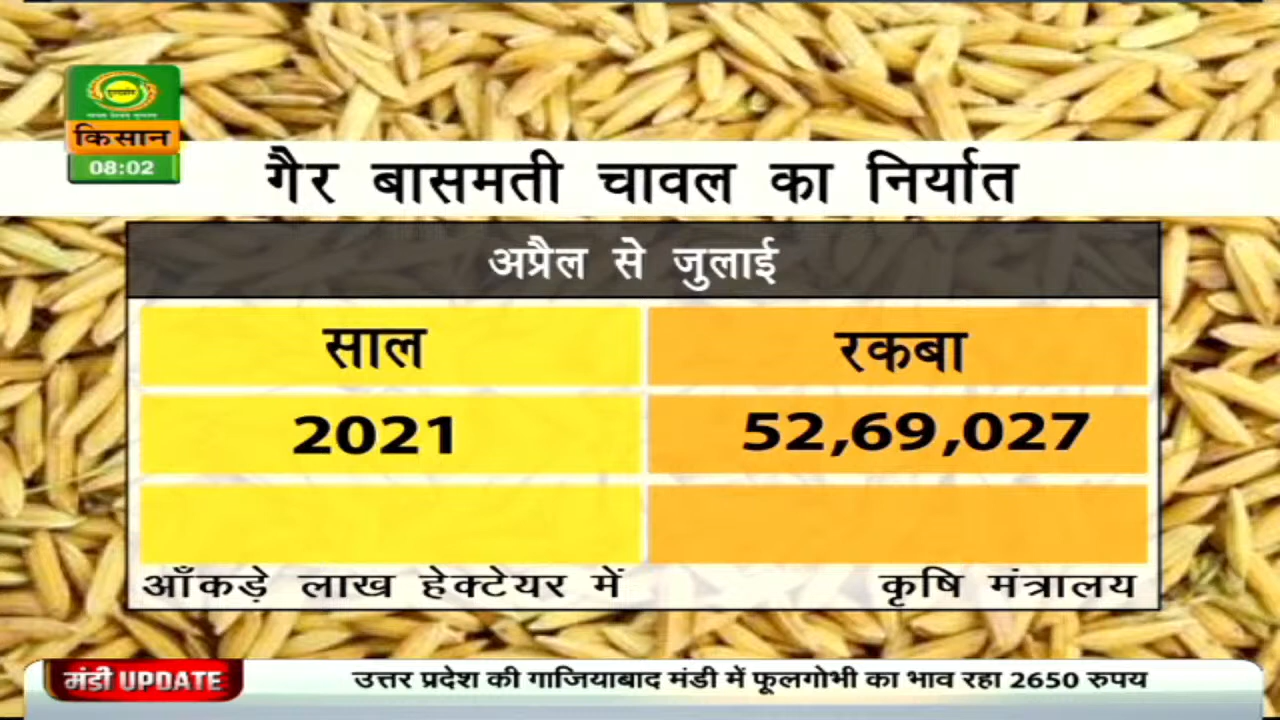 किसान
08:02
गैर बासमती चावल का निर्यात
अप्रैल से जुलाई
साल रकबा
2021 52,69,027
आँकड़े लाख हेक्टेयर में कृषि मंत्रालय
मंडी UPDATE उत्तर प्रदेश की गाजियाबाद मंडी में फूलगोभी का भाव रहा 2650 रुपय